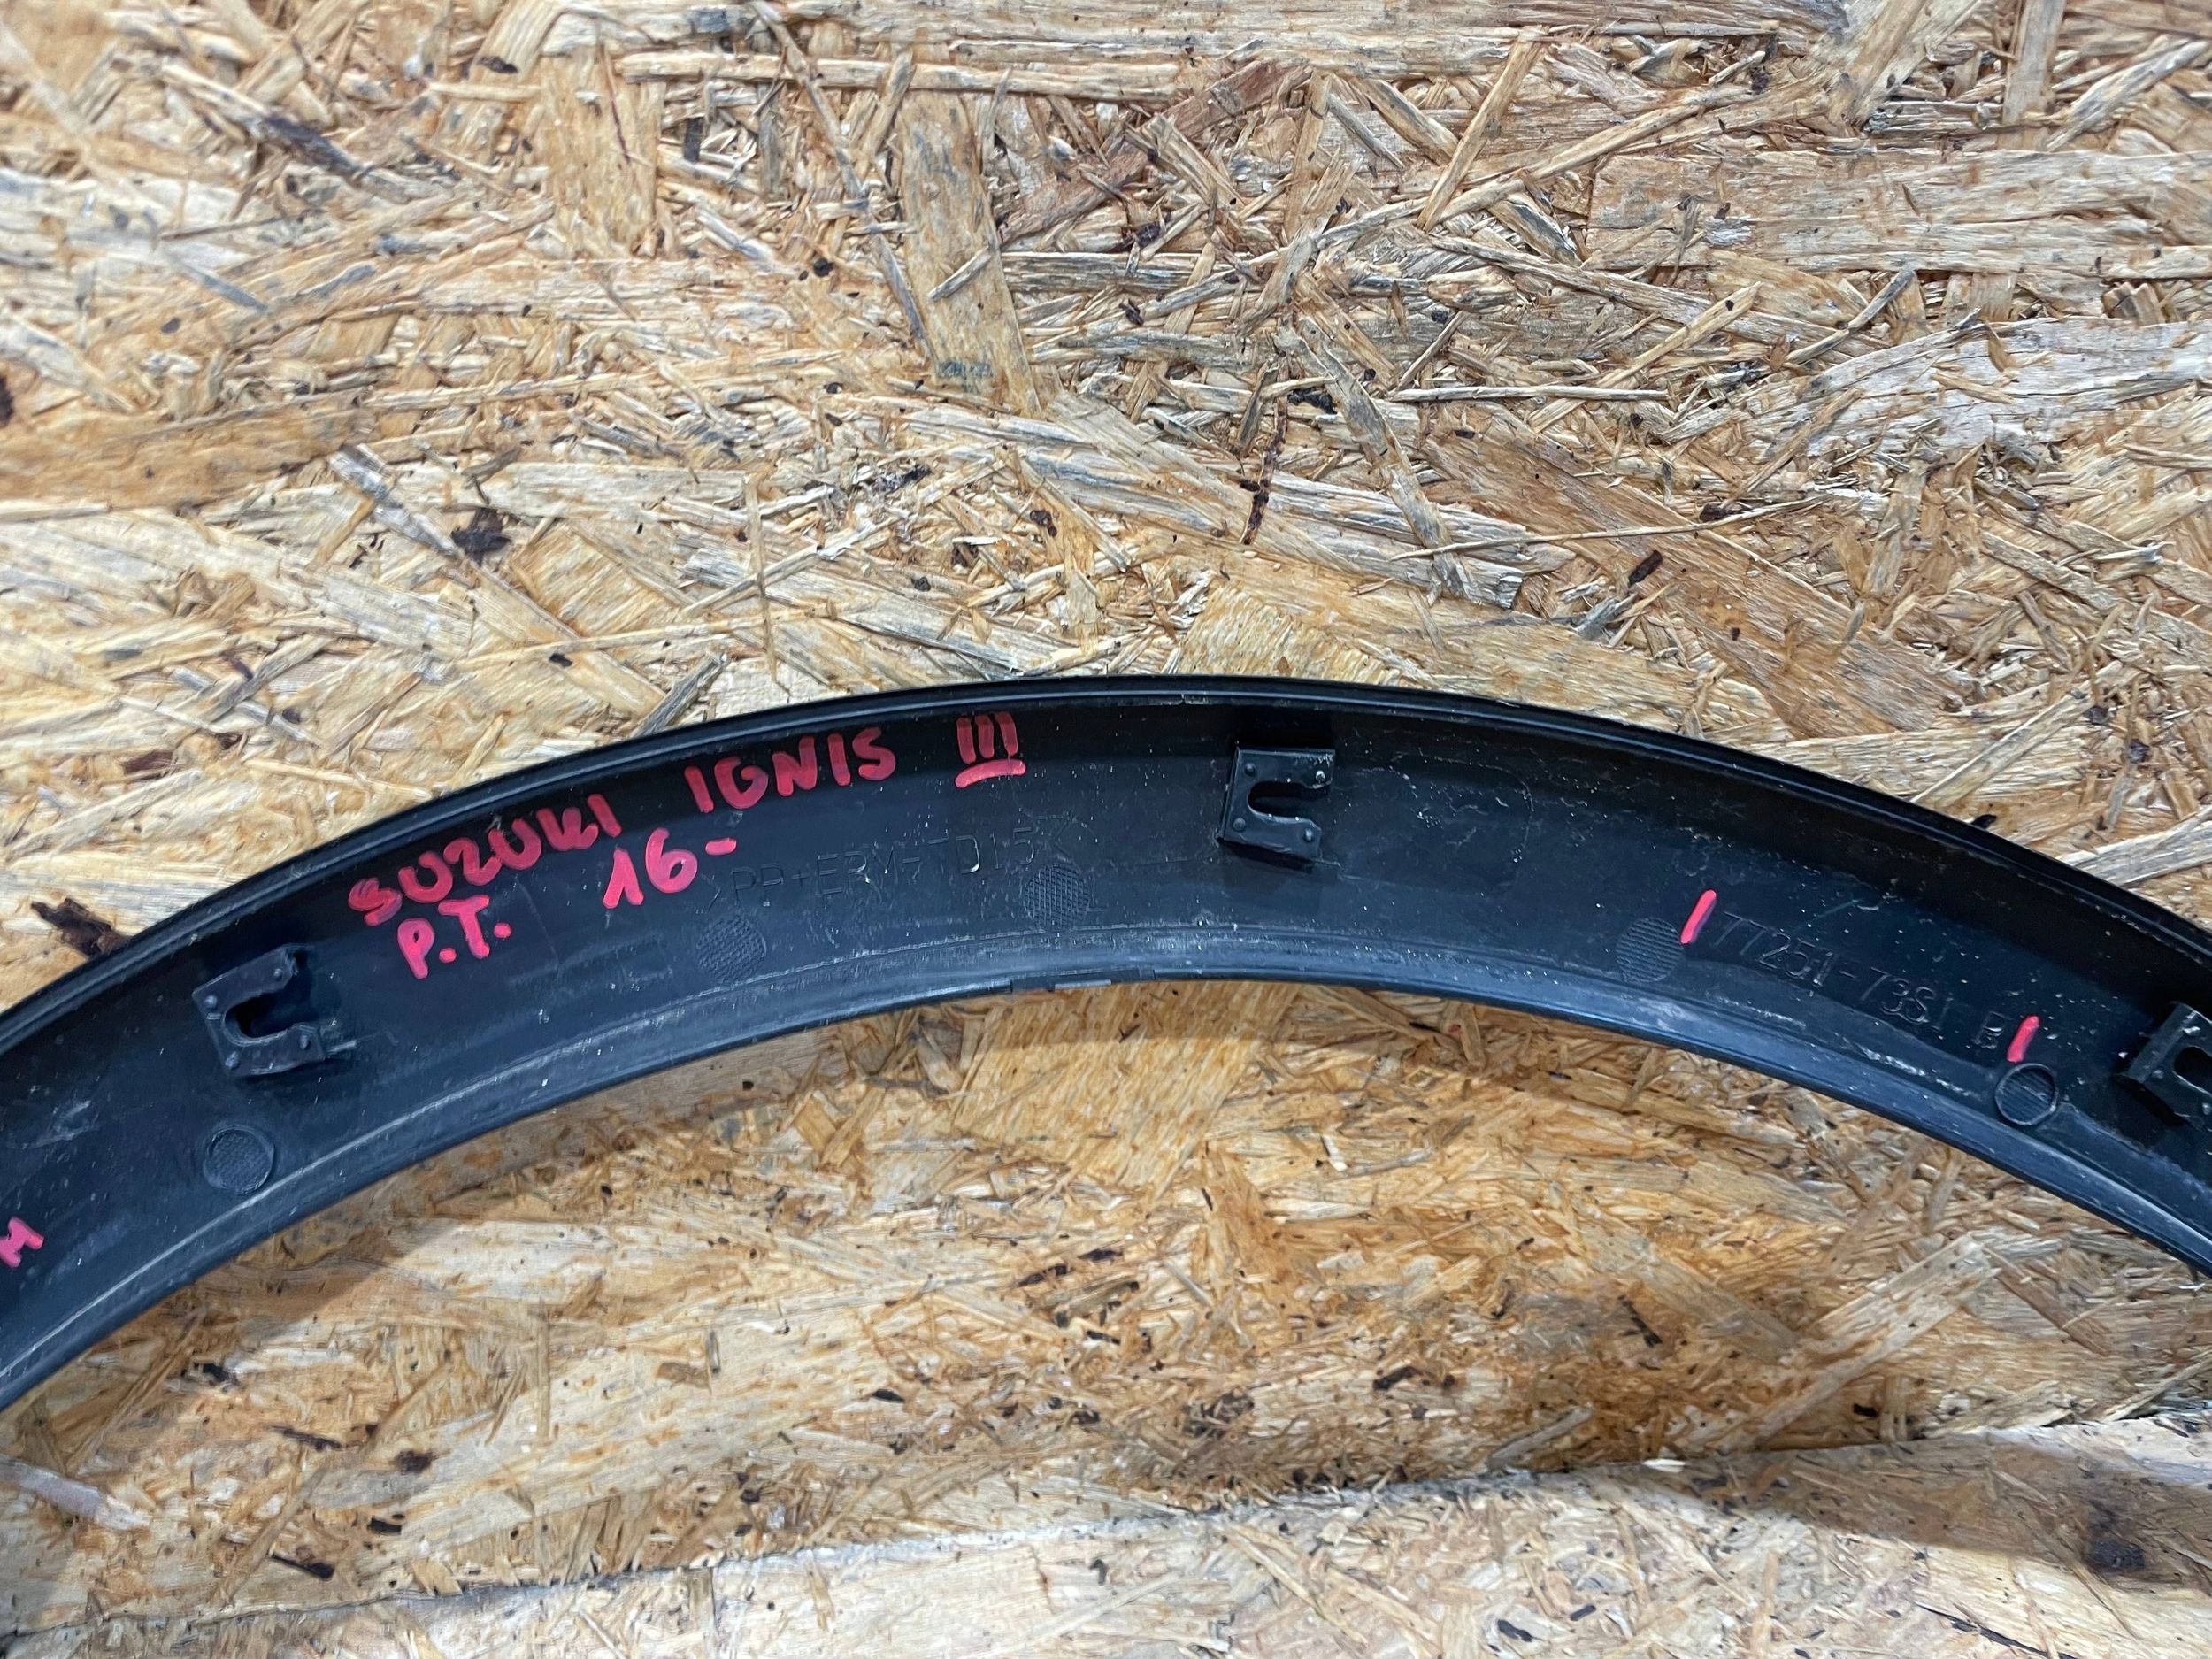 SUZUKI IGNIS III
P.T. 16-
>PP+EPM-TD15<
77251-73S1
M